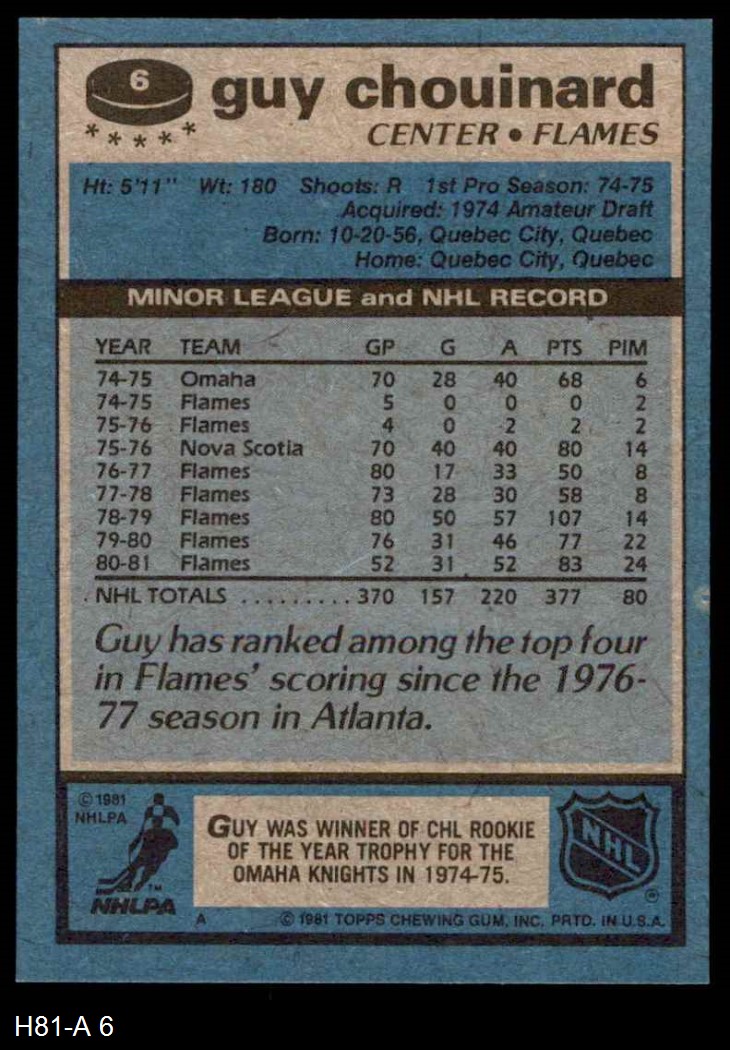 6
guy chouinard
★ ★ ★ ★ ★
CENTER • FLAMES
Ht: 5'11" Wt: 180 Shoots: R 1st Pro Season: 74-75
Acquired: 1974 Amateur Draft
Born: 10-20-56, Quebec City, Quebec
Home: Quebec City, Quebec
MINOR LEAGUE and NHL RECORD
YEAR TEAM GP G A PTS PIM
74-75 Omaha 70 28 40 68 6
74-75 Flames 5 0 0 0 2
75-76 Flames 4 0 2 2 2
75-76 Nova Scotia 70 40 40 80 14
76-77 Flames 80 17 33 50 8
77-78 Flames 73 28 30 58 8
78-79 Flames 80 50 57 107 14
79-80 Flames 76 31 46 77 22
80-81 Flames 52 31 52 83 24
NHL TOTALS .......... 370 157 220 377 80
Guy has ranked among the top four
in Flames' scoring since the 1976-
77 season in Atlanta.
© 1981
NHLPA
GUY WAS WINNER OF CHL ROOKIE
OF THE YEAR TROPHY FOR THE
OMAHA KNIGHTS IN 1974-75.
NHL
®
TM
NHLPA
A © 1981 TOPPS CHEWING GUM, INC. PRTD. IN U.S.A.
H81-A 6